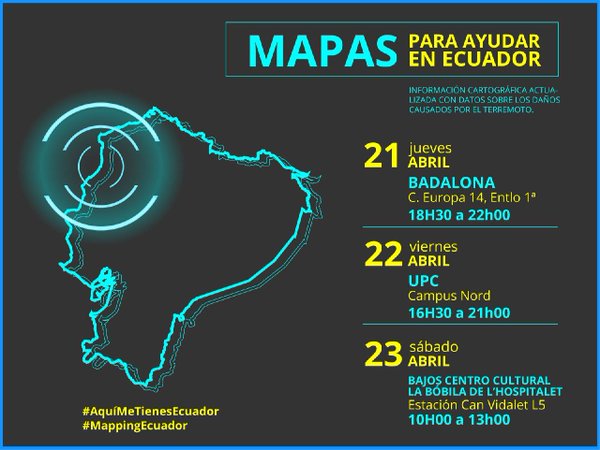 MAPAS PARA AYUDAR
EN ECUADOR
INFORMACIÓN CARTOGRÁFICA ACTUA-
LIZADA CON DATOS SOBRE LOS DAÑOS
CAUSADOS POR EL TERREMOTO.
21 jueves
ABRIL
BADALONA
C. Europa 14, Entlo 1ª
18H30 a 22h00
22 viernes
ABRIL
UPC
Campus Nord
16H30 a 21h00
23 sábado
ABRIL
BAJOS CENTRO CULTURAL
LA BÓBILA DE L’HOSPITALET
Estación Can Vidalet L5
10H00 a 13h00
#AquíMeTienesEcuador
#MappingEcuador